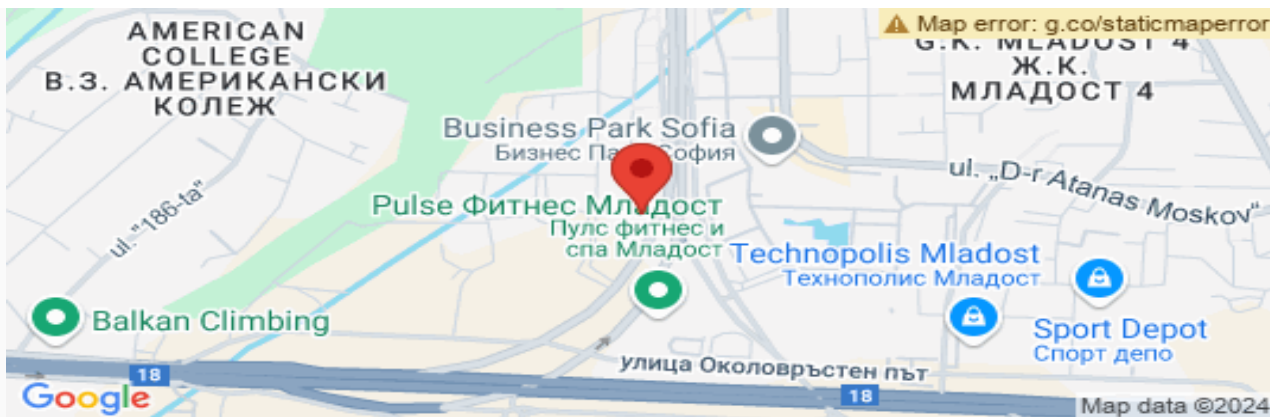 Map error: g.co/staticmaperror
AMERICAN
COLLEGE
В.З. АМЕРИКАНСКИ
КОЛЕЖ
G.K. MLADOST 4
Ж.К.
МЛАДОСТ 4
Business Park Sofia
Бизнес Парк София
ul. „D-r Atanas Moskov“
ul. "186-ta"
Pulse Фитнес Младост
Пулс фитнес и
спа Младост
Technopolis Mladost
Технополис Младост
Balkan Climbing
Sport Depot
Спорт депо
улица Околовръстен път
18
18
Google
Map data ©2024